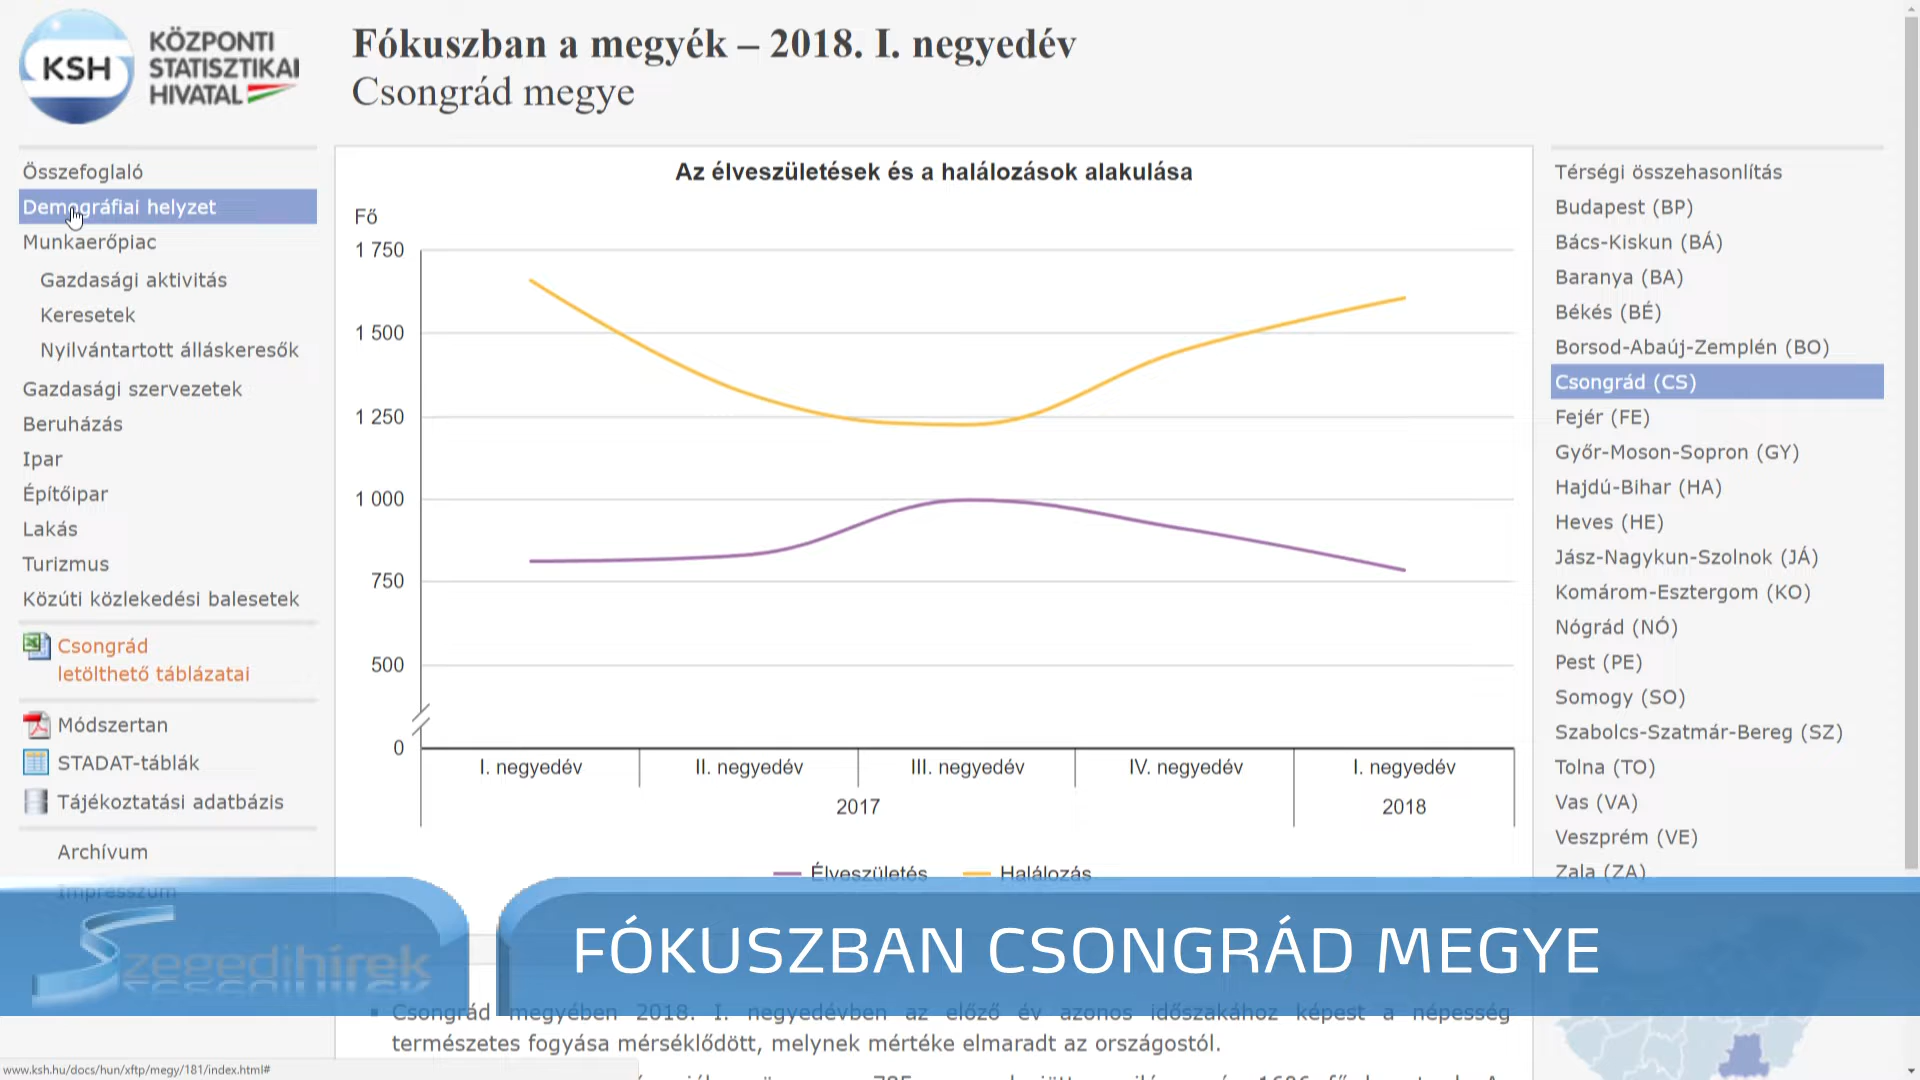 KSH
KÖZPONTI
STATISZTIKAI
HIVATAL
Fókuszban a megyék – 2018. I. negyedév
Csongrád megye
Összefoglaló
Demográfiai helyzet
Munkaerőpiac
Gazdasági aktivitás
Keresetek
Nyilvántartott álláskeresők
Gazdasági szervezetek
Beruházás
Ipar
Építőipar
Lakás
Turizmus
Közúti közlekedési balesetek
Csongrád
letölthető táblázatai
Módszertan
STADAT-táblák
Tájékoztatási adatbázis
Archívum
Impresszum
Az élveszületések és a halálozások alakulása
Fő
1 750
1 500
1 250
1 000
750
500
0
I. negyedév II. negyedév III. negyedév IV. negyedév I. negyedév
2017 2018
Élveszületés Halálozás
Térségi összehasonlítás
Budapest (BP)
Bács-Kiskun (BÁ)
Baranya (BA)
Békés (BÉ)
Borsod-Abaúj-Zemplén (BO)
Csongrád (CS)
Fejér (FE)
Győr-Moson-Sopron (GY)
Hajdú-Bihar (HA)
Heves (HE)
Jász-Nagykun-Szolnok (JÁ)
Komárom-Esztergom (KO)
Nógrád (NÓ)
Pest (PE)
Somogy (SO)
Szabolcs-Szatmár-Bereg (SZ)
Tolna (TO)
Vas (VA)
Veszprém (VE)
Zala (ZA)
Szegedihírek
FÓKUSZBAN CSONGRÁD MEGYE
Csongrád megyében 2018. I. negyedévben az előző év azonos időszakához képest a népesség
természetes fogyása mérséklődött, melynek mértéke elmaradt az országostól.
www.ksh.hu/docs/hun/xftp/megy/181/index.html#